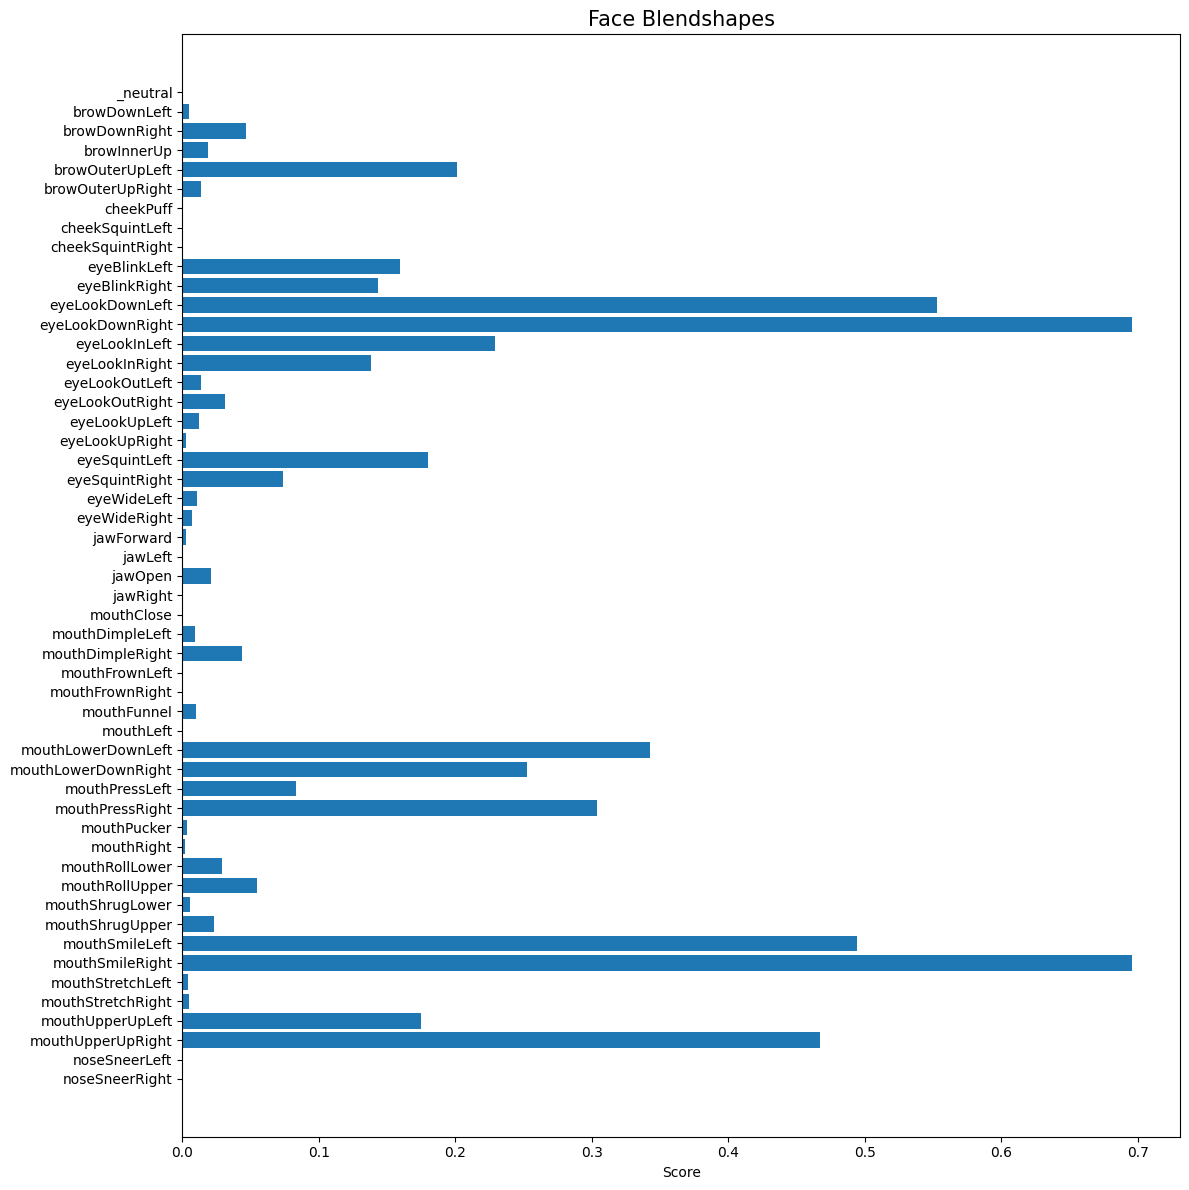 Face Blendshapes
_neutral
browDownLeft
browDownRight
browInnerUp
browOuterUpLeft
browOuterUpRight
cheekPuff
cheekSquintLeft
cheekSquintRight
eyeBlinkLeft
eyeBlinkRight
eyeLookDownLeft
eyeLookDownRight
eyeLookInLeft
eyeLookInRight
eyeLookOutLeft
eyeLookOutRight
eyeLookUpLeft
eyeLookUpRight
eyeSquintLeft
eyeSquintRight
eyeWideLeft
eyeWideRight
jawForward
jawLeft
jawOpen
jawRight
mouthClose
mouthDimpleLeft
mouthDimpleRight
mouthFrownLeft
mouthFrownRight
mouthFunnel
mouthLeft
mouthLowerDownLeft
mouthLowerDownRight
mouthPressLeft
mouthPressRight
mouthPucker
mouthRight
mouthRollLower
mouthRollUpper
mouthShrugLower
mouthShrugUpper
mouthSmileLeft
mouthSmileRight
mouthStretchLeft
mouthStretchRight
mouthUpperUpLeft
mouthUpperUpRight
noseSneerLeft
noseSneerRight
0.0 0.1 0.2 0.3 0.4 0.5 0.6 0.7
Score